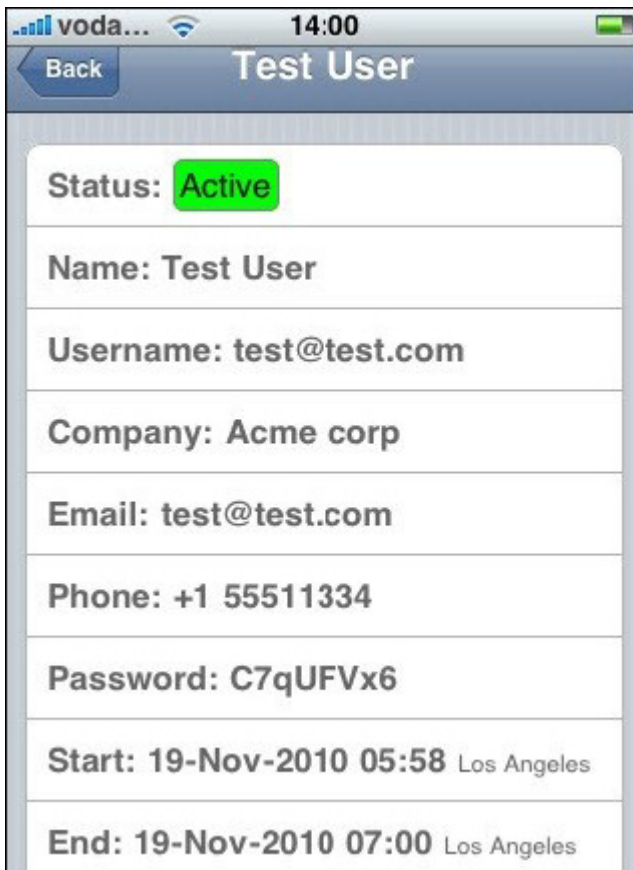 voda... 14:00
Back Test User
Status: Active
Name: Test User
Username: test@test.com
Company: Acme corp
Email: test@test.com
Phone: +1 55511334
Password: C7qUFVx6
Start: 19-Nov-2010 05:58 Los Angeles
End: 19-Nov-2010 07:00 Los Angeles